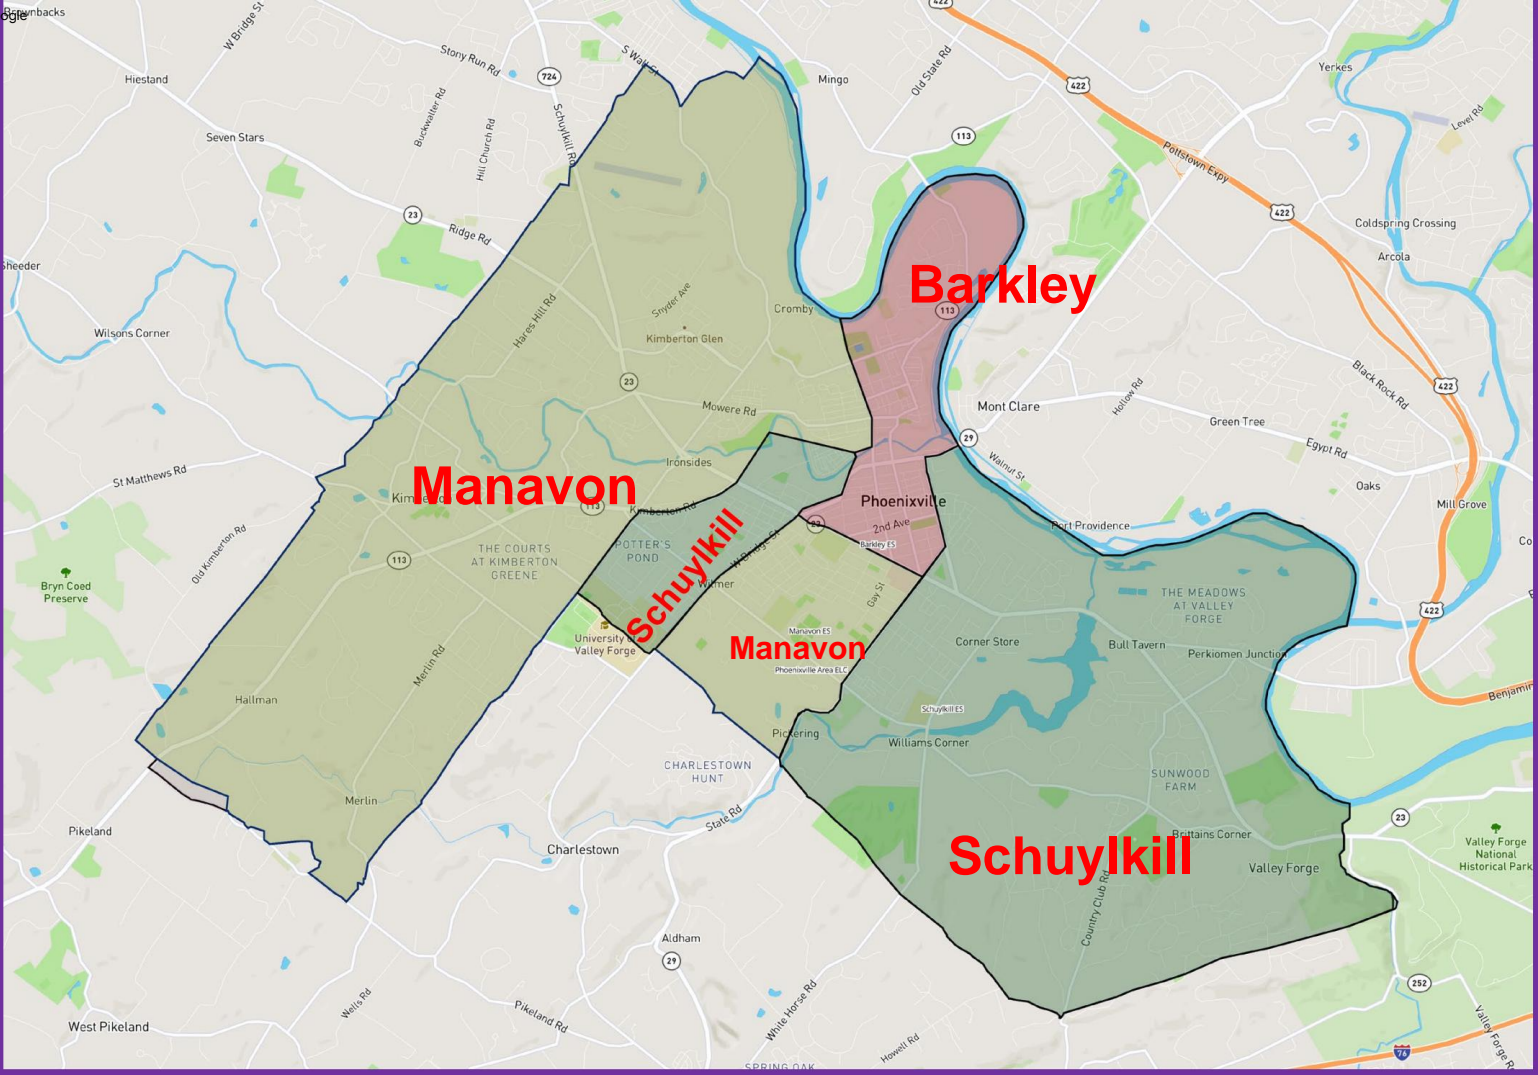 Brownbacks
ogle
W Bridge St
Stony Run Rd
S Wall St
422
Mingo
Old State Rd
Yerkes
Hiestand
724
422
Buckwalter Rd
Schuylkill Rd
Level Rd
Seven Stars
Hill Church Rd
113
Pottstown Expy
23
Ridge Rd
422
Coldspring Crossing
Arcola
Sheeder
Barkley
Snyder Ave
Hares Hill Rd
Cromby
113
Wilsons Corner
Kimberton Glen
23
Black Rock Rd
422
Hollow Rd
Mowere Rd
Mont Clare
Green Tree
29
Egypt Rd
Ironsides
St Matthews Rd
Walnut St
Manavon
Oaks
Kimberton Rd
113
Phoenixville
Mill Grove
23
2nd Ave
Port Providence
Old Kimberton Rd
Schuylkill
W Bridge St
Barkley ES
THE COURTS
AT KIMBERTON
GREENE
POTTER'S
POND
113
Co
Bryn Coed
Preserve
Wilmer
Gay St
THE MEADOWS
AT VALLEY
FORGE
422
University of
Valley Forge
Manavon ES
Manavon
Phoenixville Area ELC
Corner Store
Bull Tavern
Perkiomen Junction
Merlin Rd
Benjamin
Hallman
Schuylkill ES
Pickering
Williams Corner
CHARLESTOWN
HUNT
SUNWOOD
FARM
Merlin
State Rd
23
Pikeland
Charlestown
Brittains Corner
Schuylkill
Valley Forge
Valley Forge
National
Historical Park
Country Club Rd
Aldham
29
252
Wells Rd
White Horse Rd
Pikeland Rd
West Pikeland
Howell Rd
Valley Forge R
76
SPRING OAK